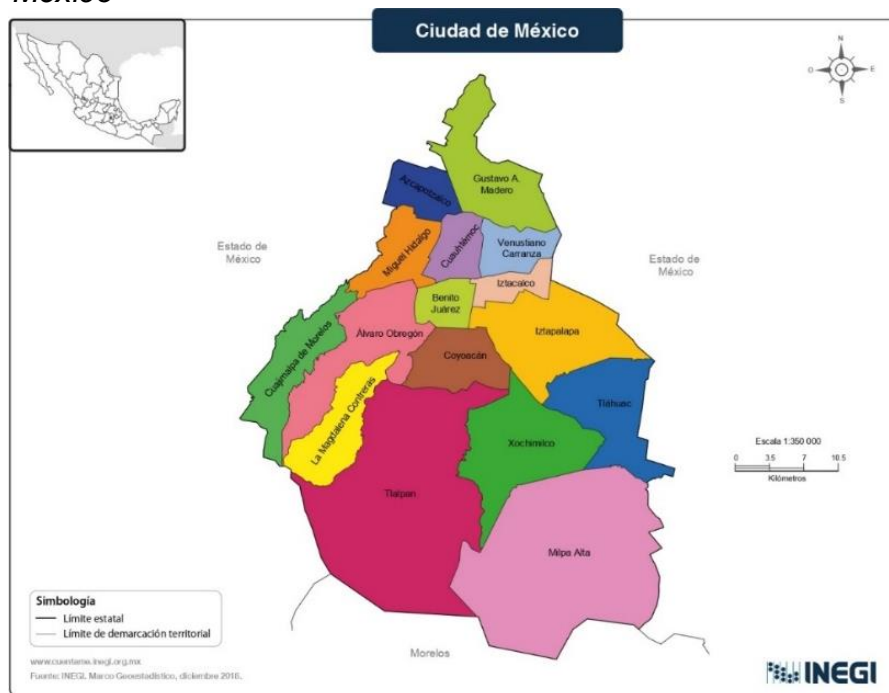 México
Ciudad de México
N
O
E
S
Gustavo A.
Madero
Azcapotzalco
Estado de
México
Miguel Hidalgo
Cuauhtémoc
Venustiano
Carranza
Estado de
México
Iztacalco
Benito
Juárez
Cuajimalpa de Morelos
Álvaro Obregón
Iztapalapa
Coyoacán
La Magdalena Contreras
Tláhuac
Xochimilco
Escala 1:350 000
0 3.5 7 10.5
Kilómetros
Tlalpan
Milpa Alta
Simbología
Límite estatal
Límite de demarcación territorial
Morelos
www.cuentame.inegi.org.mx
Fuente: INEGI. Marco Geoestadístico, diciembre 2018.
INEGI